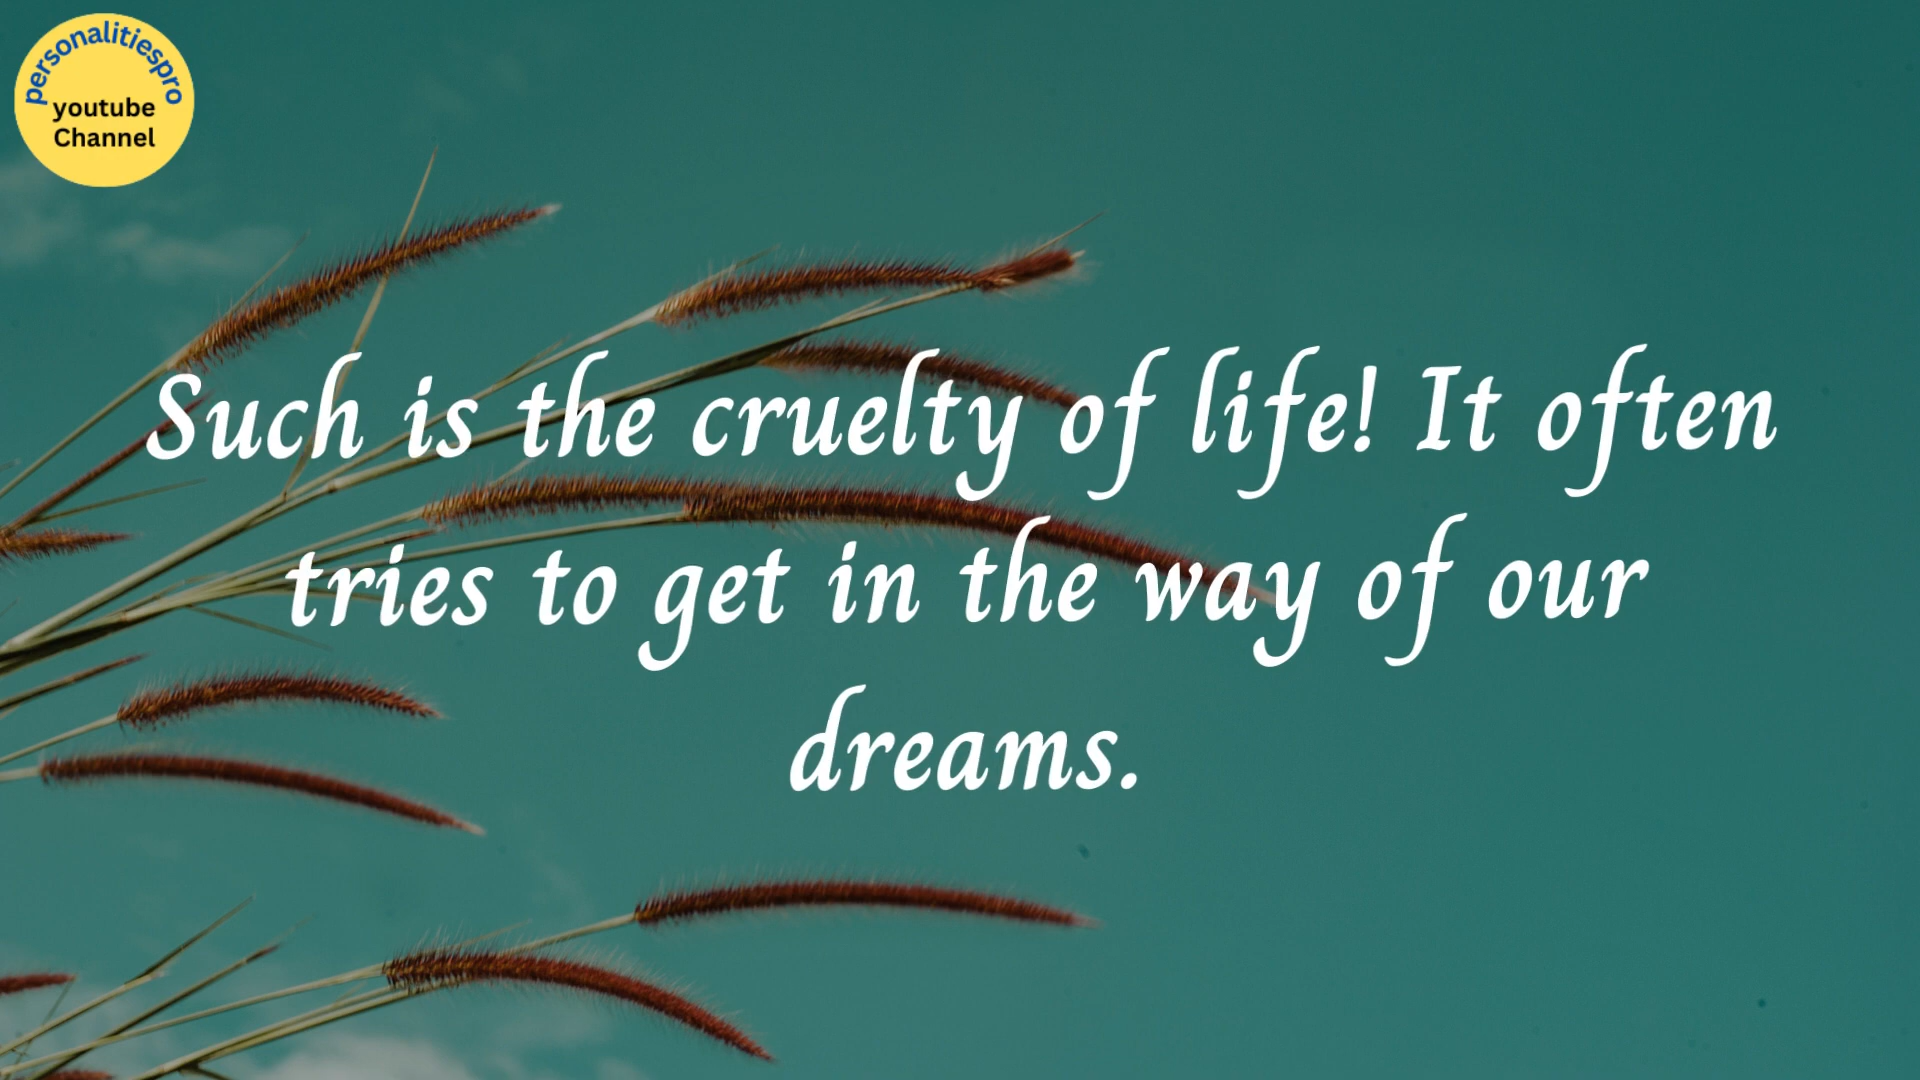 personalitiespro
youtube
Channel
Such is the cruelty of life! It often
tries to get in the way of our
dreams.